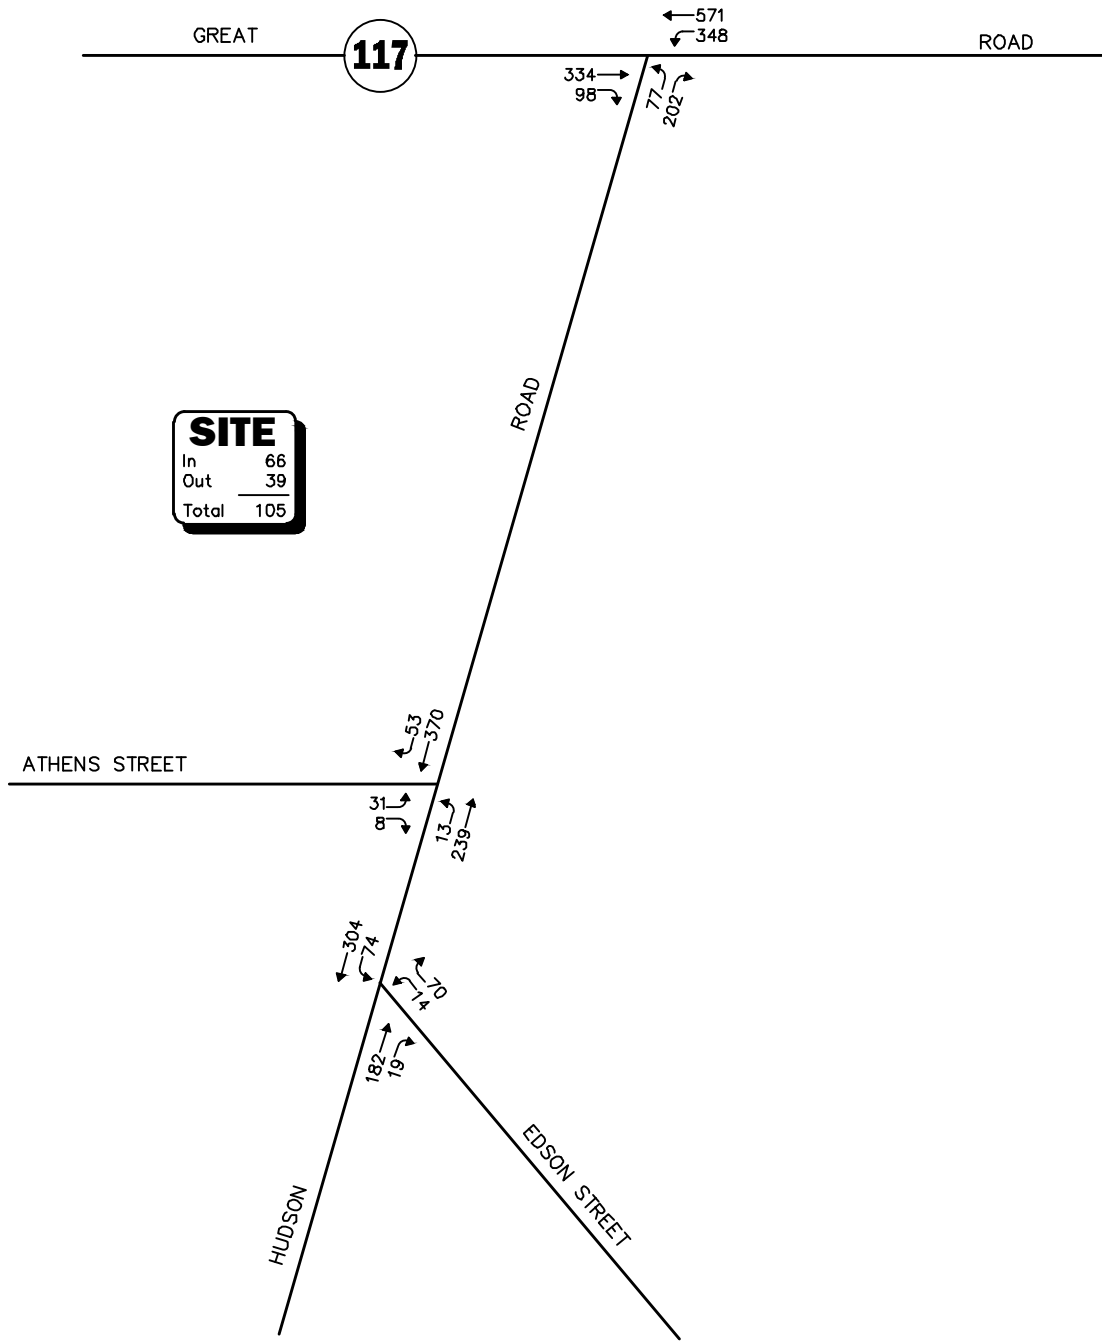 571
348
GREAT
117
ROAD
334
98
77
202
ROAD
SITE
In 66
Out 39
Total 105
53
370
ATHENS STREET
31
8
13
239
304
74
70
14
182
19
EDSON STREET
HUDSON